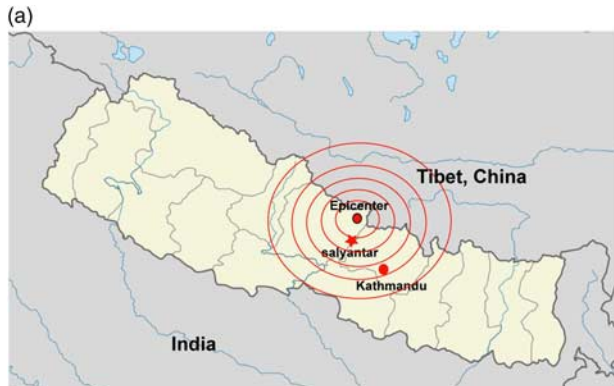 (a)
Tibet, China
Epicenter
salyantar
Kathmandu
India